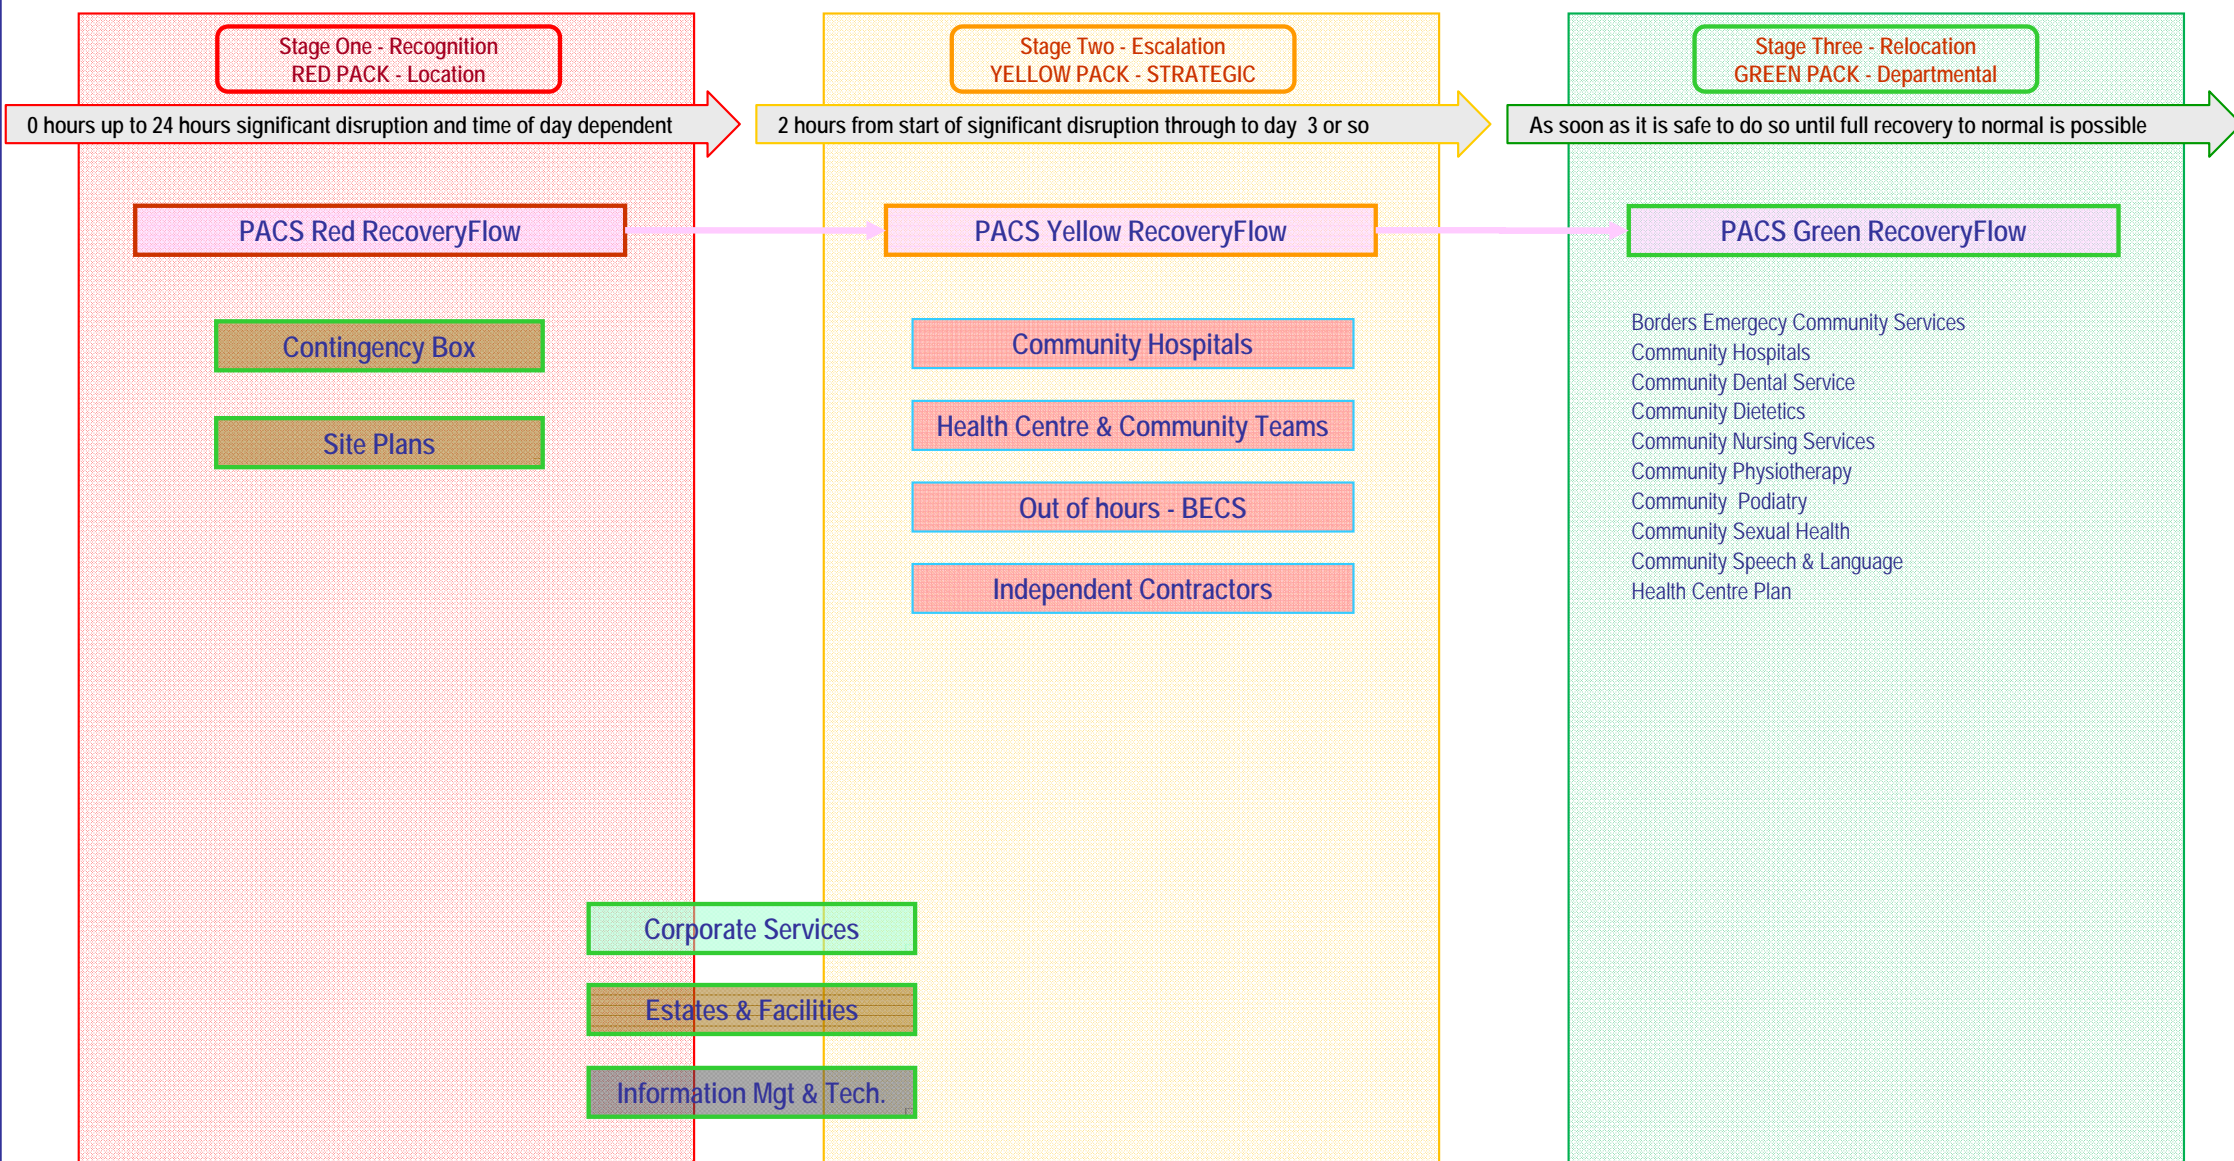 Stage One - Recognition
RED PACK - Location
0 hours up to 24 hours significant disruption and time of day dependent
PACS Red RecoveryFlow
Contingency Box
Site Plans
Stage Two - Escalation
YELLOW PACK - STRATEGIC
2 hours from start of significant disruption through to day  3 or so
PACS Yellow RecoveryFlow
Community Hospitals
Health Centre & Community Teams
Out of hours - BECS
Independent Contractors
Stage Three - Relocation
GREEN PACK - Departmental
As soon as it is safe to do so until full recovery to normal is possible
PACS Green RecoveryFlow
Borders Emergecy Community Services
Community Hospitals
Community Dental Service
Community Dietetics
Community Nursing Services
Community Physiotherapy
Community  Podiatry
Community Sexual Health
Community Speech & Language
Health Centre Plan
Corporate Services
Estates & Facilities
Information Mgt & Tech.